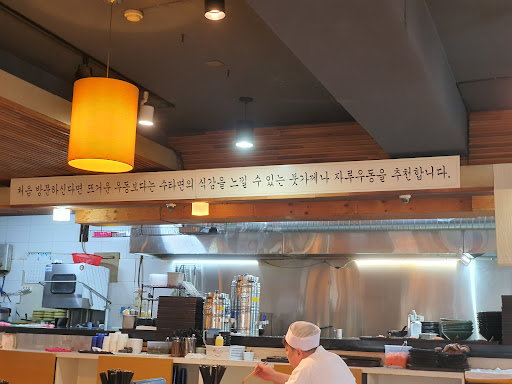 처음 방문하신다면 뜨거운 우동보다는 수타면의 식감을 느낄 수 있는 붓가께나 자루우동을 추천합니다.